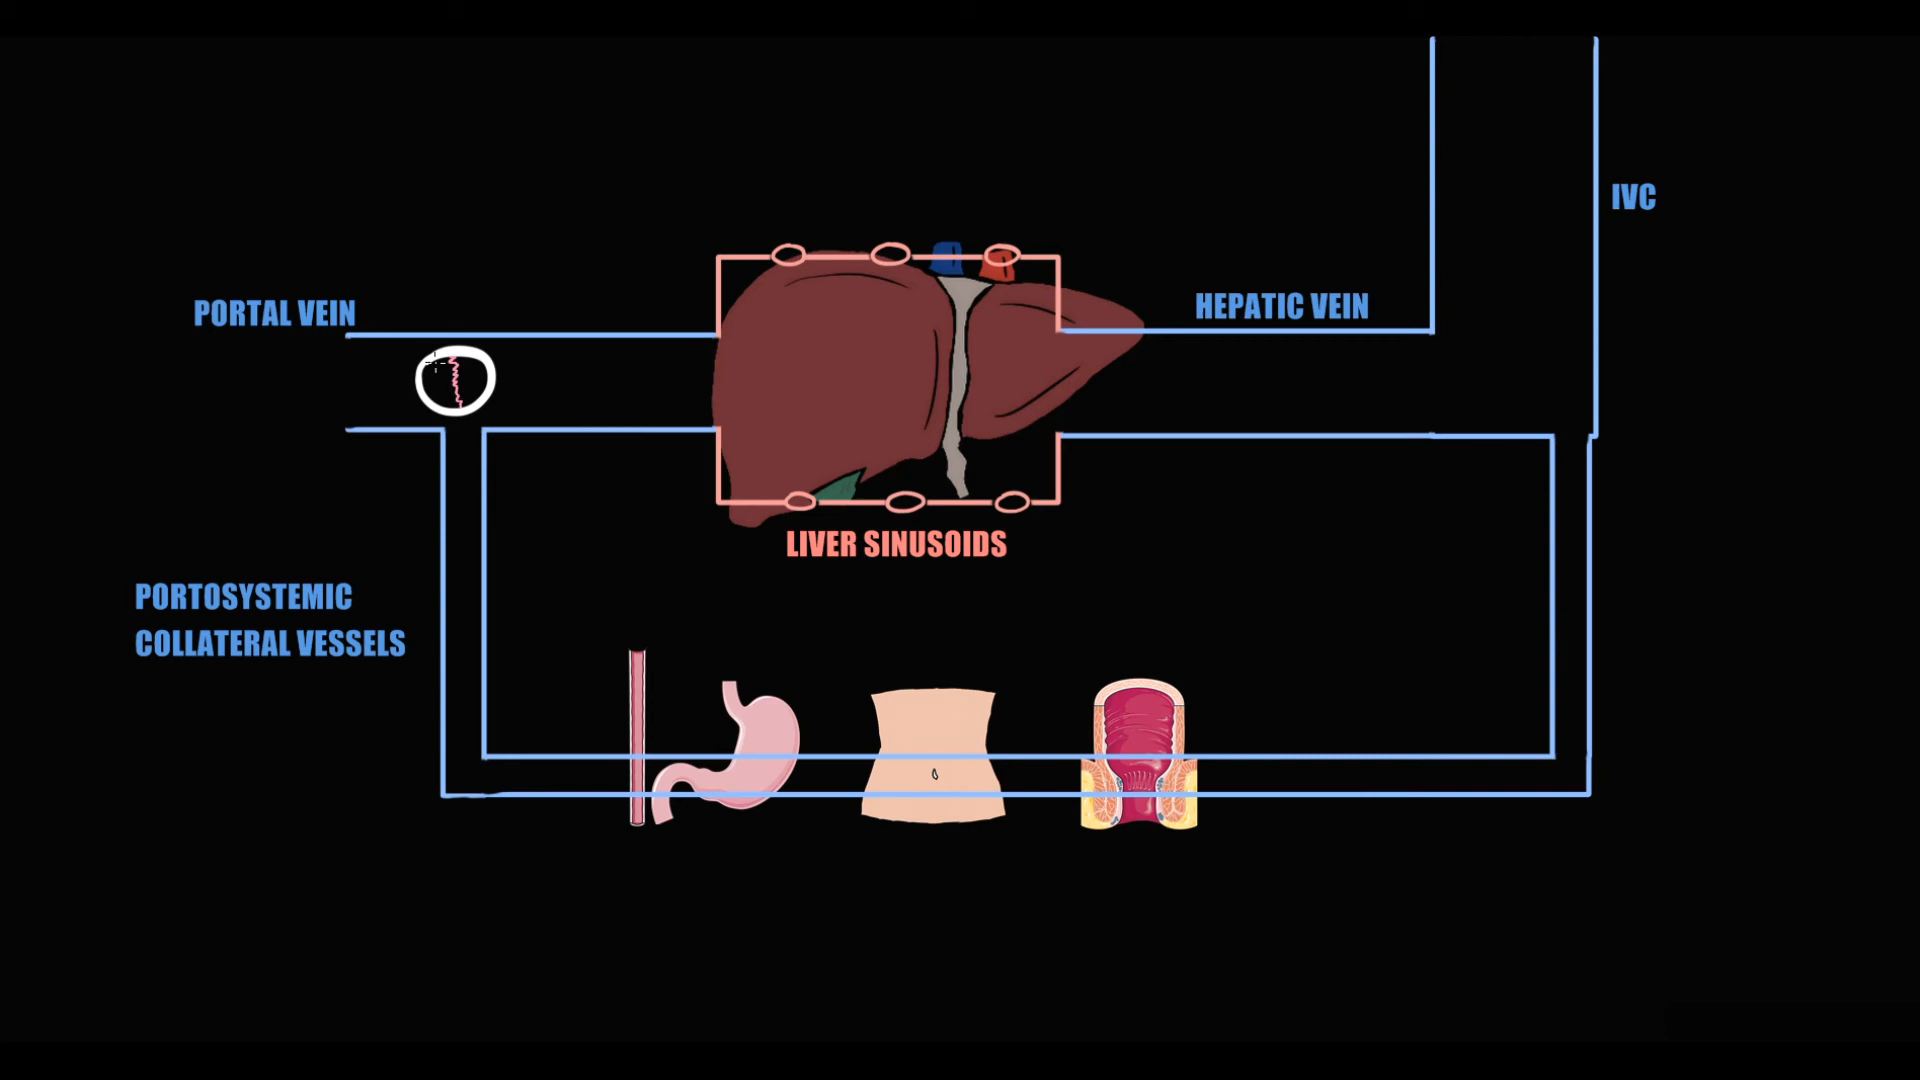 IVC
PORTAL VEIN
HEPATIC VEIN
LIVER SINUSOIDS
PORTOSYSTEMIC
COLLATERAL VESSELS